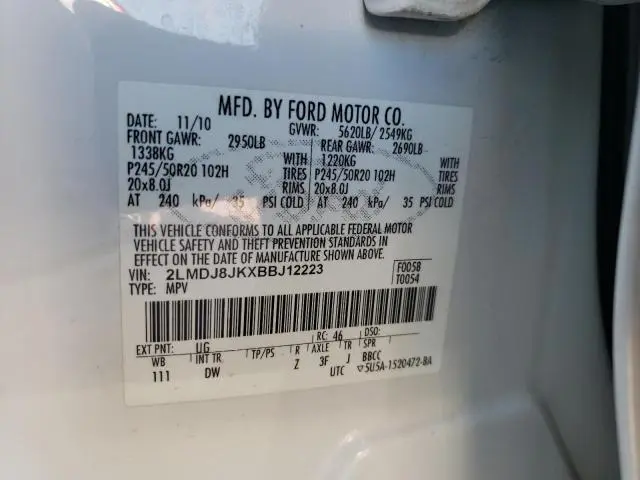 MFD. BY FORD MOTOR CO.
DATE: 11/10 GVWR: 5620LB/ 2549KG
FRONT GAWR: 2950LB REAR GAWR: 2690LB
1338KG WITH 1220KG WITH
P245/50R20 102H TIRES P245/50R20 102H TIRES
20x8.0J RIMS 20x8.0J RIMS
AT 240 kPa/ 35 PSI COLD AT 240 kPa/ 35 PSI COLD
THIS VEHICLE CONFORMS TO ALL APPLICABLE FEDERAL MOTOR
VEHICLE SAFETY AND THEFT PREVENTION STANDARDS IN
EFFECT ON THE DATE OF MANUFACTURE SHOWN ABOVE.
VIN: 2LMDJ8JKXBBJ12223 F0058
TYPE: MPV T0054
EXT PNT: UG RC: 46 DSO:
WB INT TR TP/PS R AXLE TR SPR
111 DW Z 3F J BBCC
UTC ▽5U5A-1520472-BA